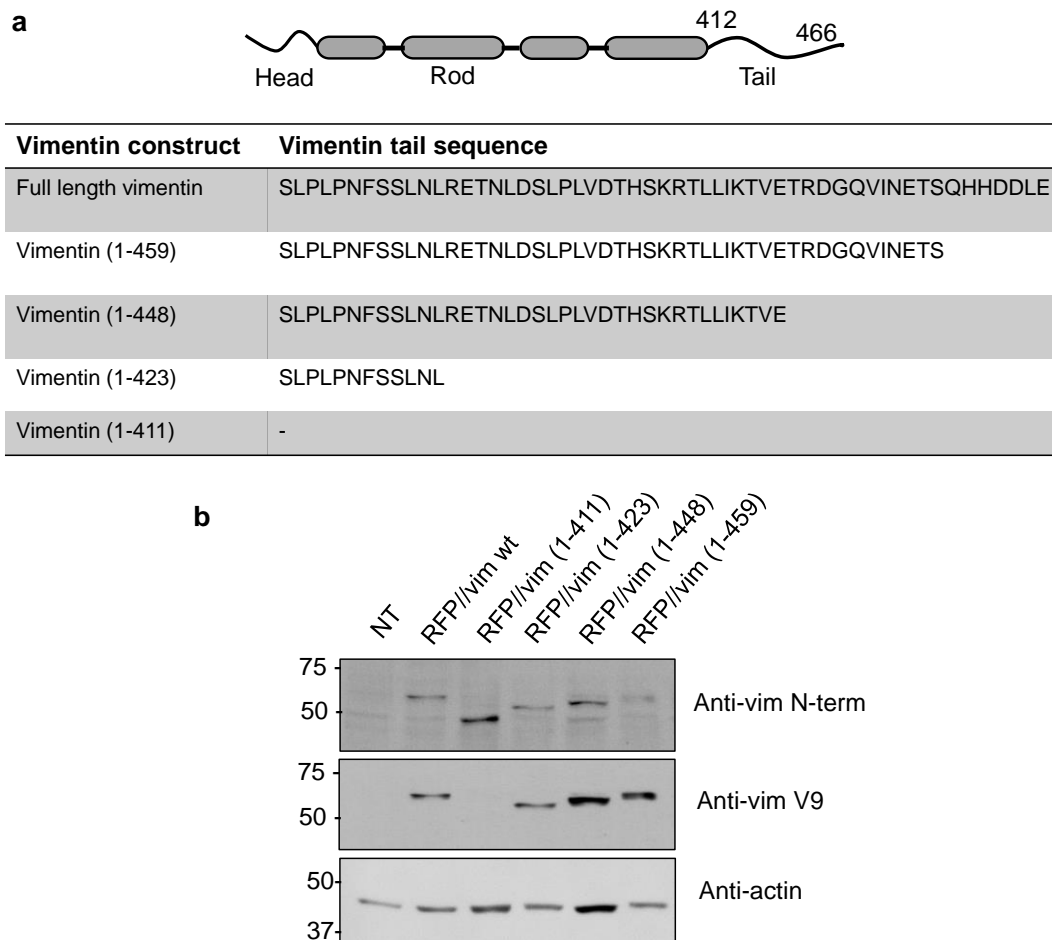 a
412
466
Head Rod Tail
Vimentin construct Vimentin tail sequence
Full length vimentin SLPLPNFSSLNLRETNLDSLPLVDTHSKRTLLIKTVETRDGQVINETSQHHDDLE
Vimentin (1-459) SLPLPNFSSLNLRETNLDSLPLVDTHSKRTLLIKTVETRDGQVINETS
Vimentin (1-448) SLPLPNFSSLNLRETNLDSLPLVDTHSKRTLLIKTVE
Vimentin (1-423) SLPLPNFSSLNL
Vimentin (1-411) -
b
NT
RFP//vim wt
RFP//vim (1-411)
RFP//vim (1-423)
RFP//vim (1-448)
RFP//vim (1-459)
75
50
Anti-vim N-term
75
50
Anti-vim V9
50
37
Anti-actin